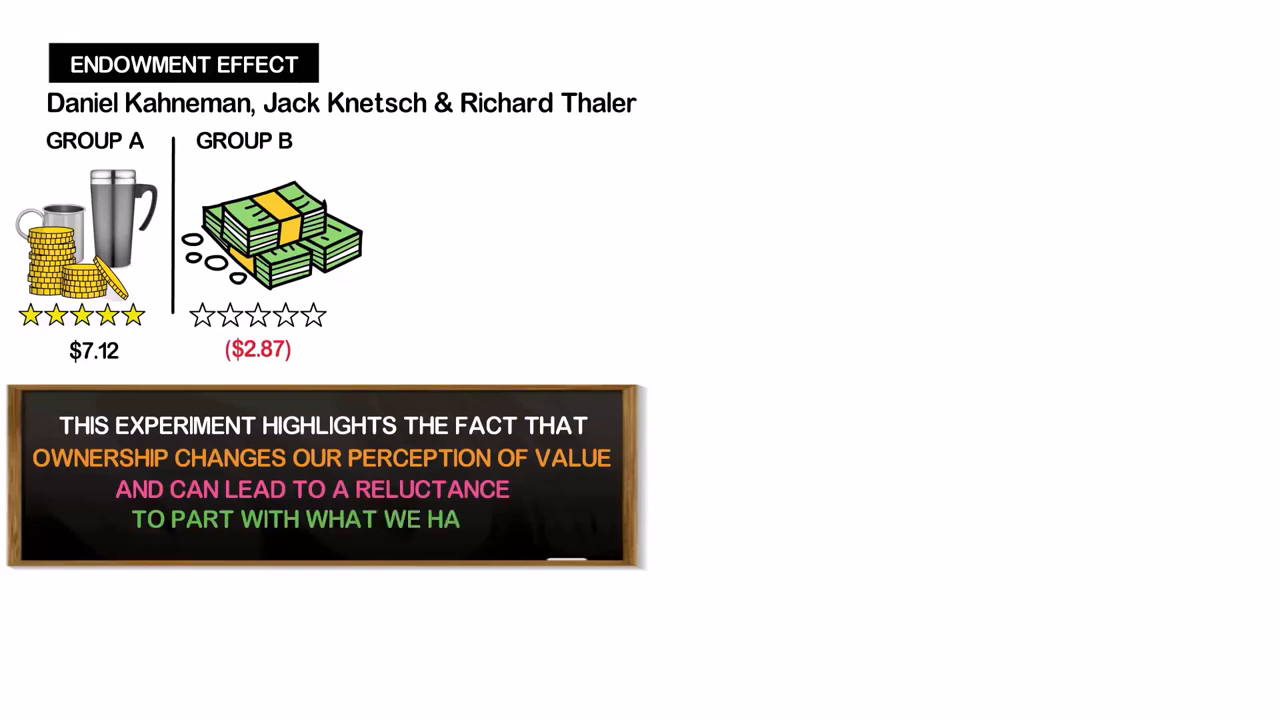 ENDOWMENT EFFECT
Daniel Kahneman, Jack Knetsch & Richard Thaler
GROUP A
GROUP B
$7.12
($2.87)
THIS EXPERIMENT HIGHLIGHTS THE FACT THAT
OWNERSHIP CHANGES OUR PERCEPTION OF VALUE
AND CAN LEAD TO A RELUCTANCE
TO PART WITH WHAT WE HA